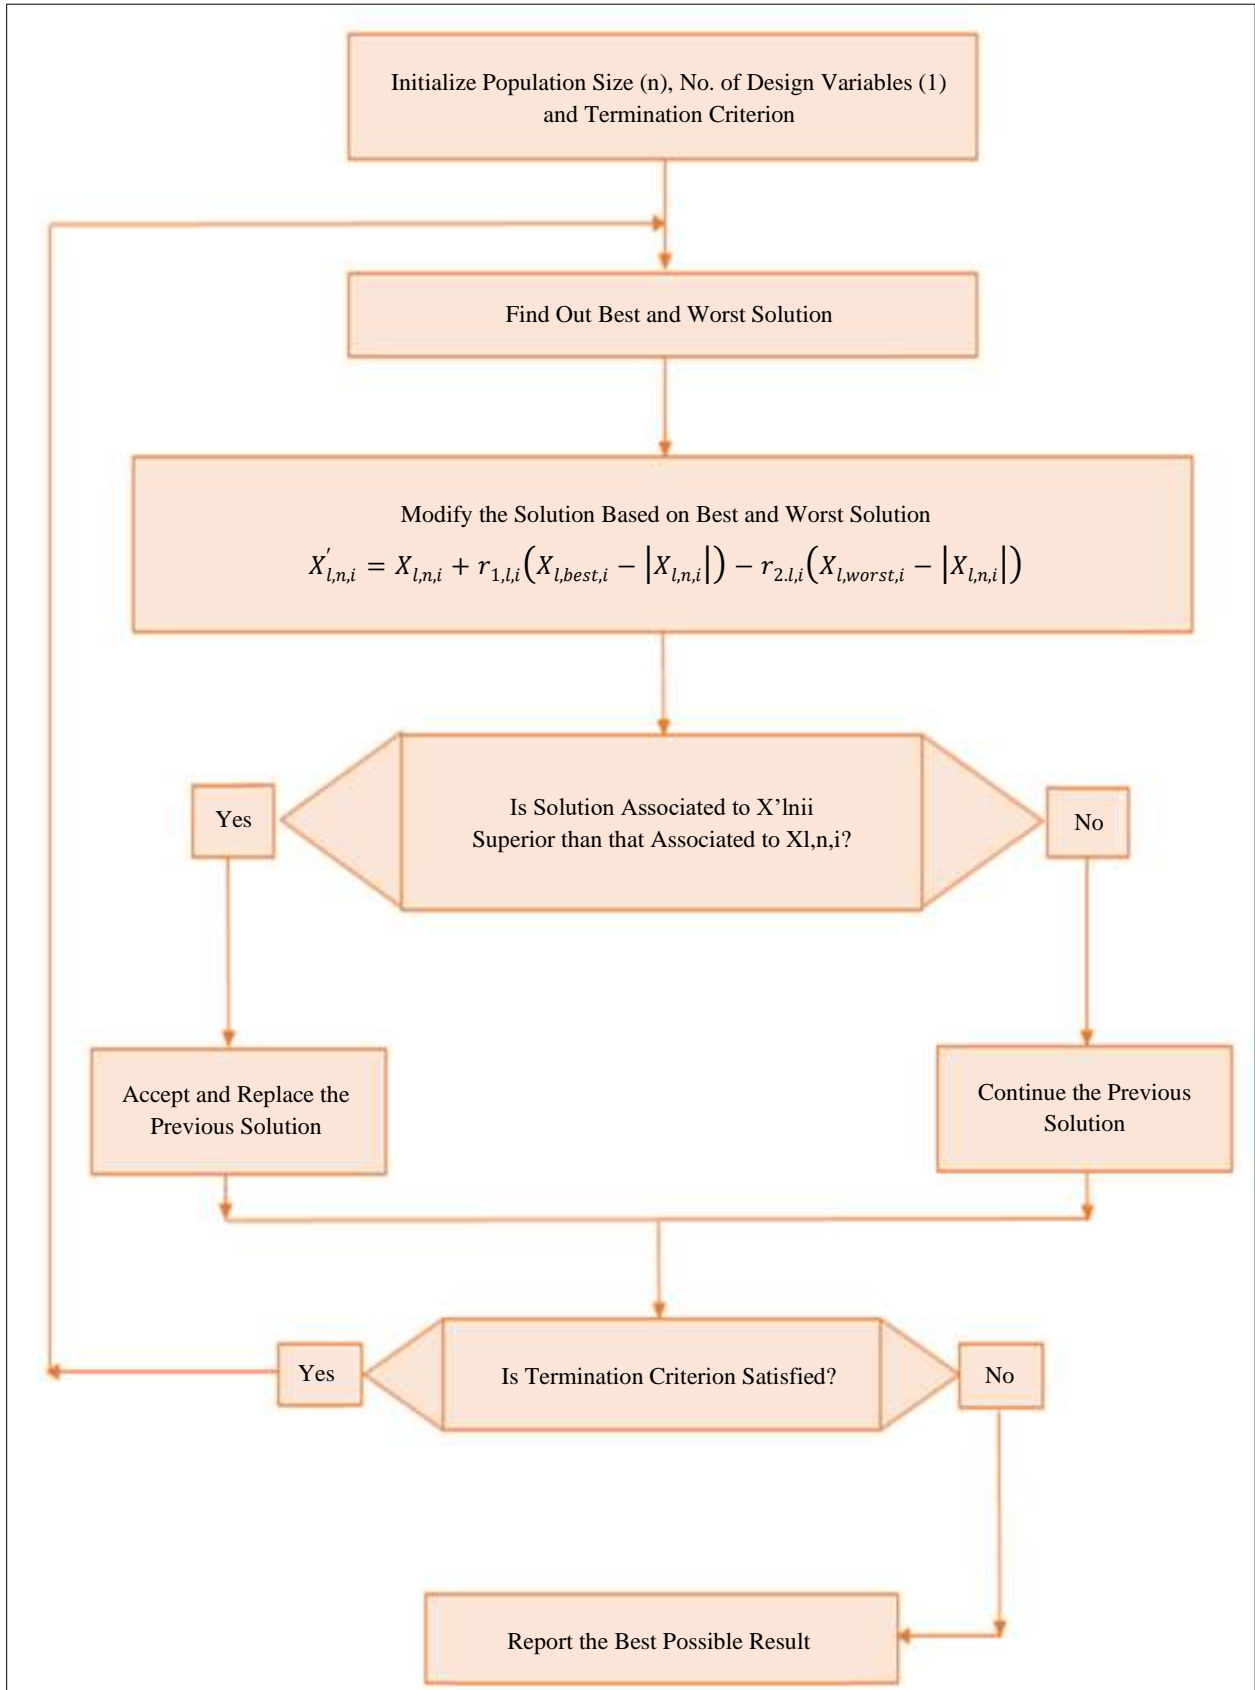 Initialize Population Size (n), No. of Design Variables (1)
and Termination Criterion
Find Out Best and Worst Solution
Modify the Solution Based on Best and Worst Solution
X′l,n,i = Xl,n,i + r1,l,i(Xl,best,i − |Xl,n,i|) − r2.l,i(Xl,worst,i − |Xl,n,i|)
Yes
Is Solution Associated to X’lnii
Superior than that Associated to Xl,n,i?
No
Accept and Replace the
Previous Solution
Continue the Previous
Solution
Yes
Is Termination Criterion Satisfied?
No
Report the Best Possible Result